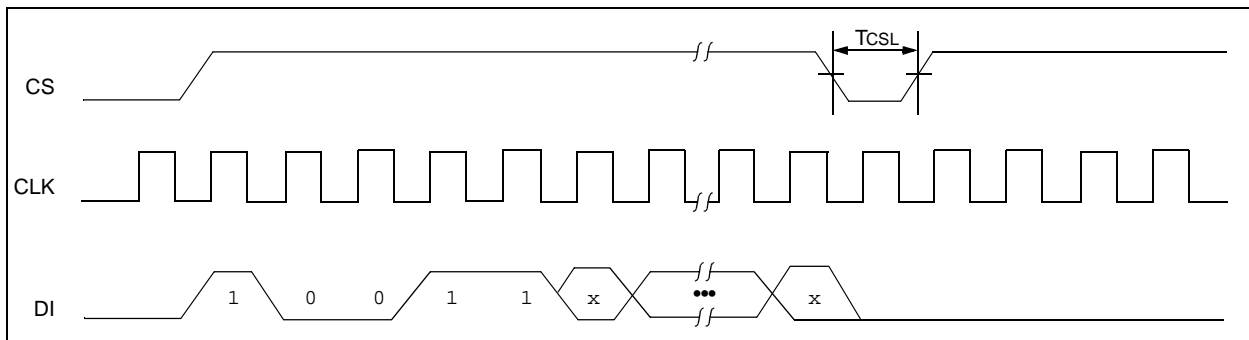 TCSL
CS
CLK
DI 1 0 0 1 1 x ••• x